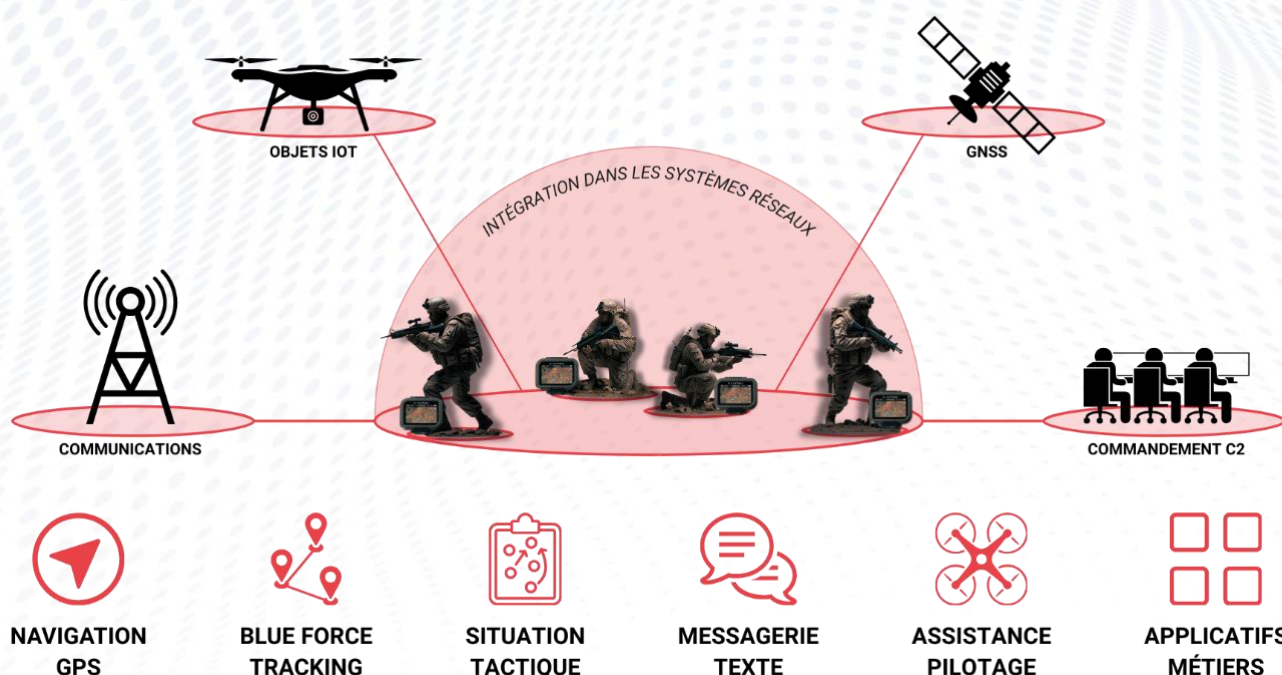 OBJETS IOT
GNSS
INTÉGRATION DANS LES SYSTÈMES RÉSEAUX
COMMUNICATIONS
COMMANDEMENT C2
NAVIGATION
GPS
BLUE FORCE
TRACKING
SITUATION
TACTIQUE
MESSAGERIE
TEXTE
ASSISTANCE
PILOTAGE
APPLICATIFS
MÉTIERS